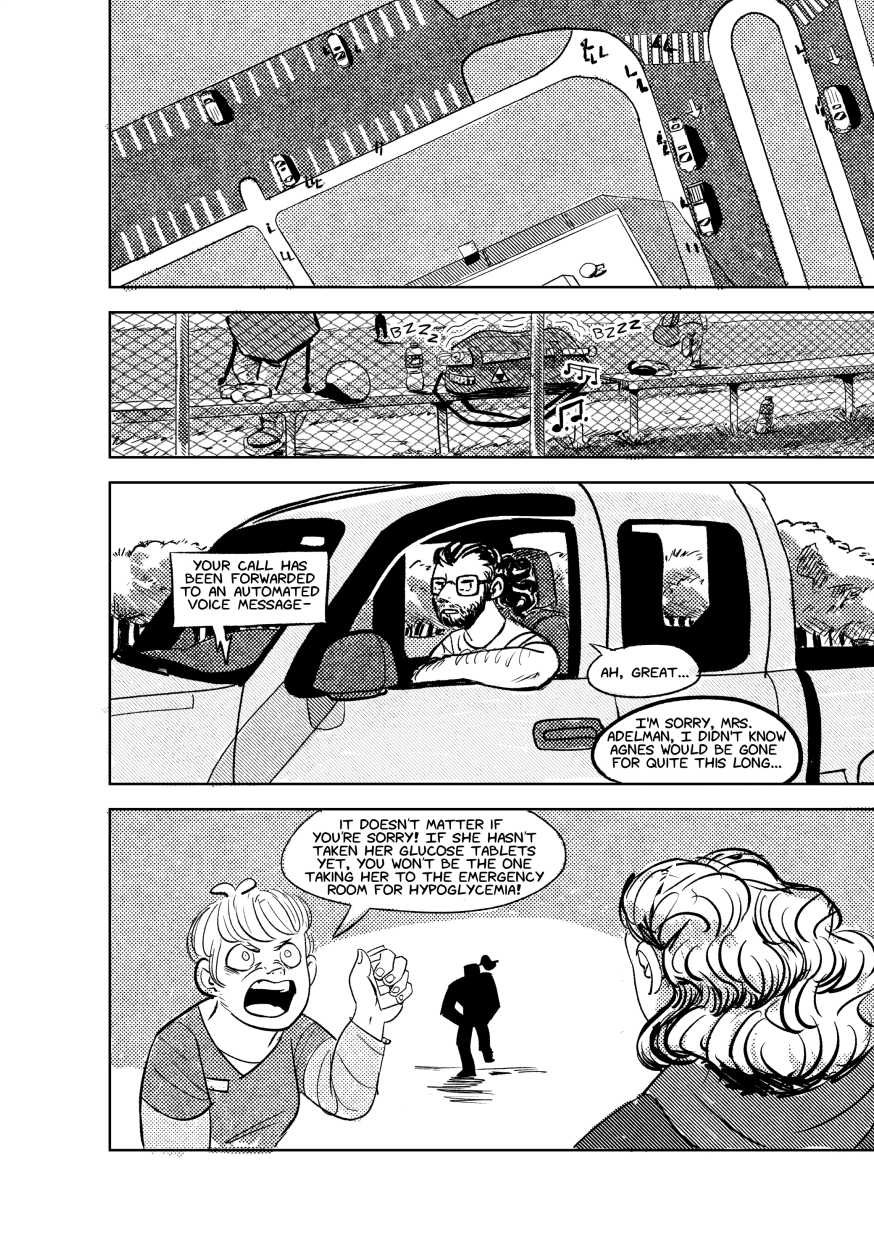 BZZZ
BZZZ
YOUR CALL HAS
BEEN FORWARDED
TO AN AUTOMATED
VOICE MESSAGE-
AH, GREAT...
I'M SORRY, MRS.
ADELMAN, I DIDN'T KNOW
AGNES WOULD BE GONE
FOR QUITE THIS LONG...
IT DOESN'T MATTER IF
YOU'RE SORRY! IF SHE HASN'T
TAKEN HER GLUCOSE TABLETS
YET, YOU WON'T BE THE ONE
TAKING HER TO THE EMERGENCY
ROOM FOR HYPOGLYCEMIA!